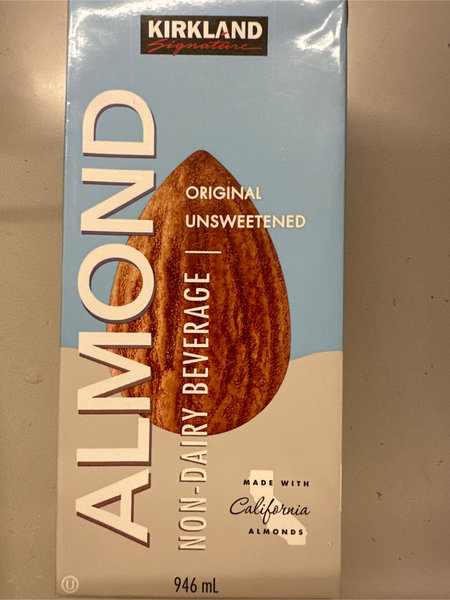 KIRKLAND
Signature
ALMOND
ORIGINAL
UNSWEETENED
NON-DAIRY BEVERAGE |
MADE WITH
California
ALMONDS
U
946 mL